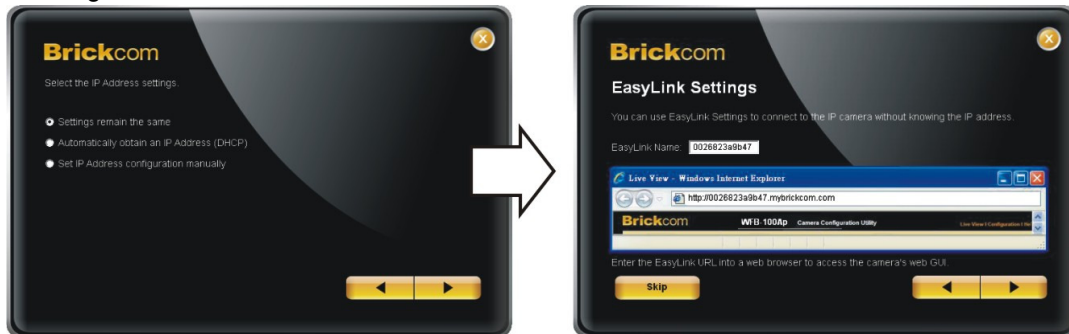 Brickcom
Select the IP Address settings.
Settings remain the same
Automatically obtain an IP Address (DHCP)
Set IP Address configuration manually
Brickcom
EasyLink Settings
You can use EasyLink Settings to connect to the IP camera without knowing the IP address.
EasyLink Name: 0026823a9b47
Live View - Windows Internet Explorer
http://0026823a9b47.mybrickcom.com
Brickcom WFB-100Ap Camera Configuration Utility Live View | Configuration |
Enter the EasyLink URL into a web browser to access the camera's web GUI.
Skip